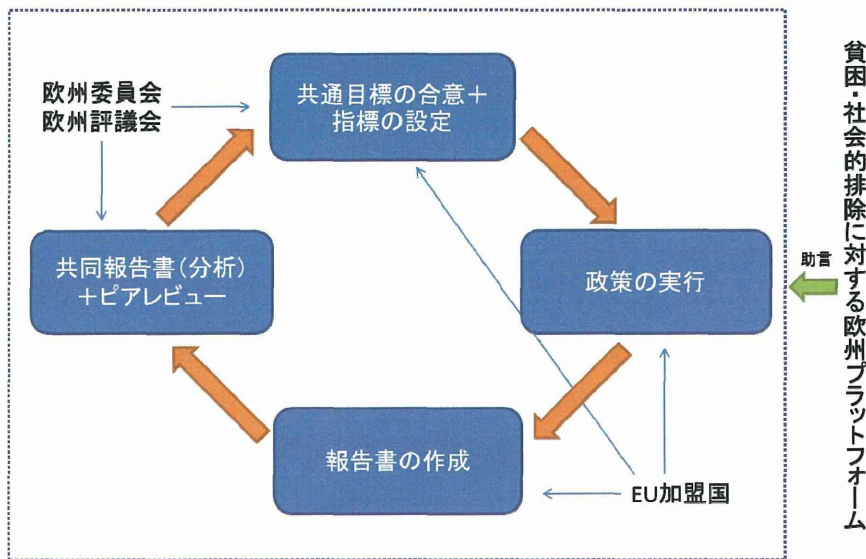 欧州委員会
欧州評議会
共通目標の合意＋
指標の設定
共同報告書(分析)
＋ピアレビュー
政策の実行
報告書の作成
EU加盟国
助言
貧困・社会的排除に対する欧州プラットフォーム